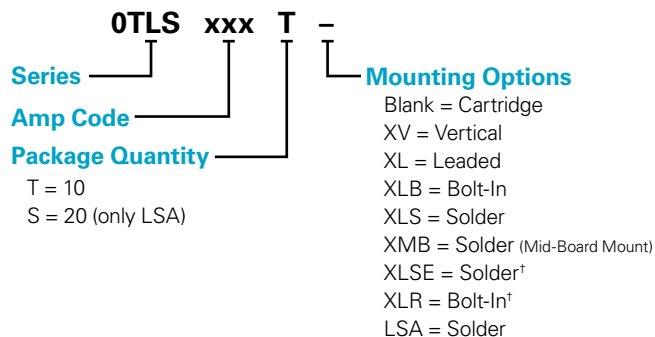 0TLS xxx T –
Series
Amp Code
Package Quantity
T = 10
S = 20 (only LSA)
Mounting Options
Blank = Cartridge
XV = Vertical
XL = Leaded
XLB = Bolt-In
XLS = Solder
XMB = Solder (Mid-Board Mount)
XLSE = Solder†
XLR = Bolt-In†
LSA = Solder